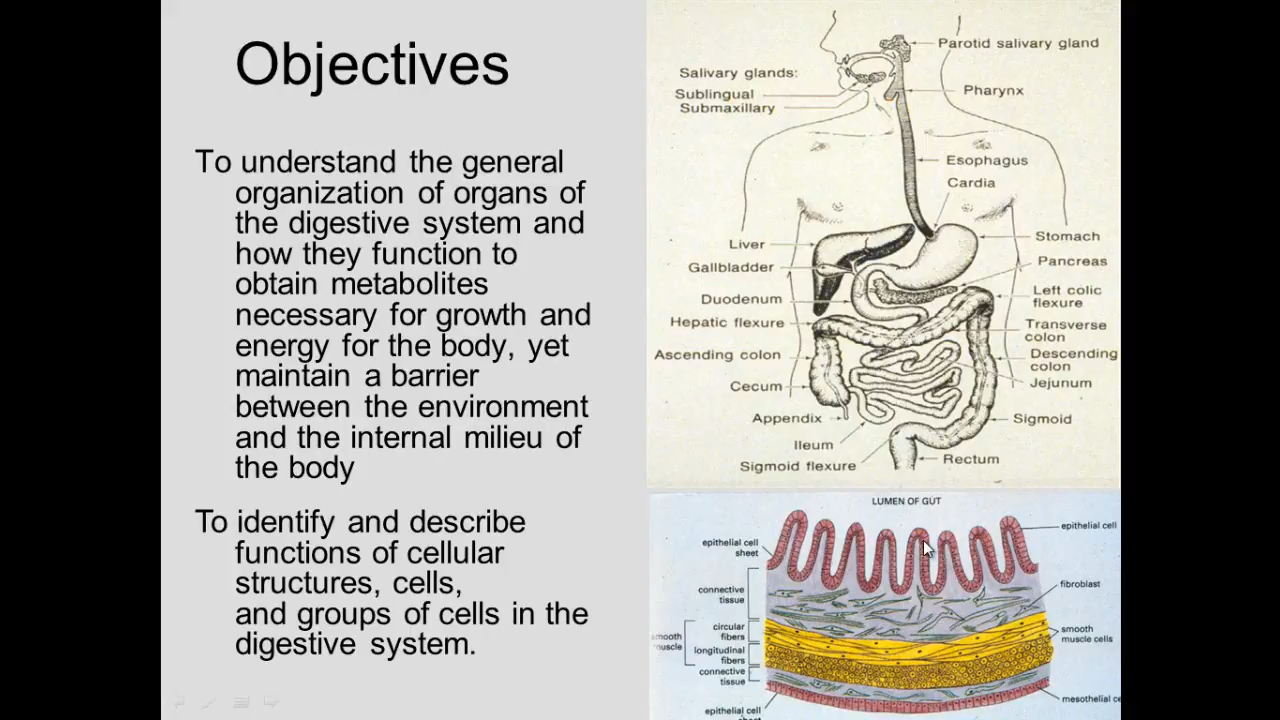 Objectives
To understand the general
organization of organs of
the digestive system and
how they function to
obtain metabolites
necessary for growth and
energy for the body, yet
maintain a barrier
between the environment
and the internal milieu of
the body
To identify and describe
functions of cellular
structures, cells,
and groups of cells in the
digestive system.
Parotid salivary gland
Salivary glands:
Sublingual
Submaxillary
Pharynx
Esophagus
Cardia
Liver
Stomach
Gallbladder
Pancreas
Duodenum
Left colic
flexure
Hepatic flexure
Transverse
colon
Ascending colon
Descending
colon
Cecum
Jejunum
Appendix
Sigmoid
Ileum
Sigmoid flexure
Rectum
LUMEN OF GUT
epithelial cell
epithelial cell
sheet
connective
tissue
fibroblast
circular
fibers
smooth
muscle cells
longitudinal
fibers
connective
tissue
mesothelial
epithelial cell